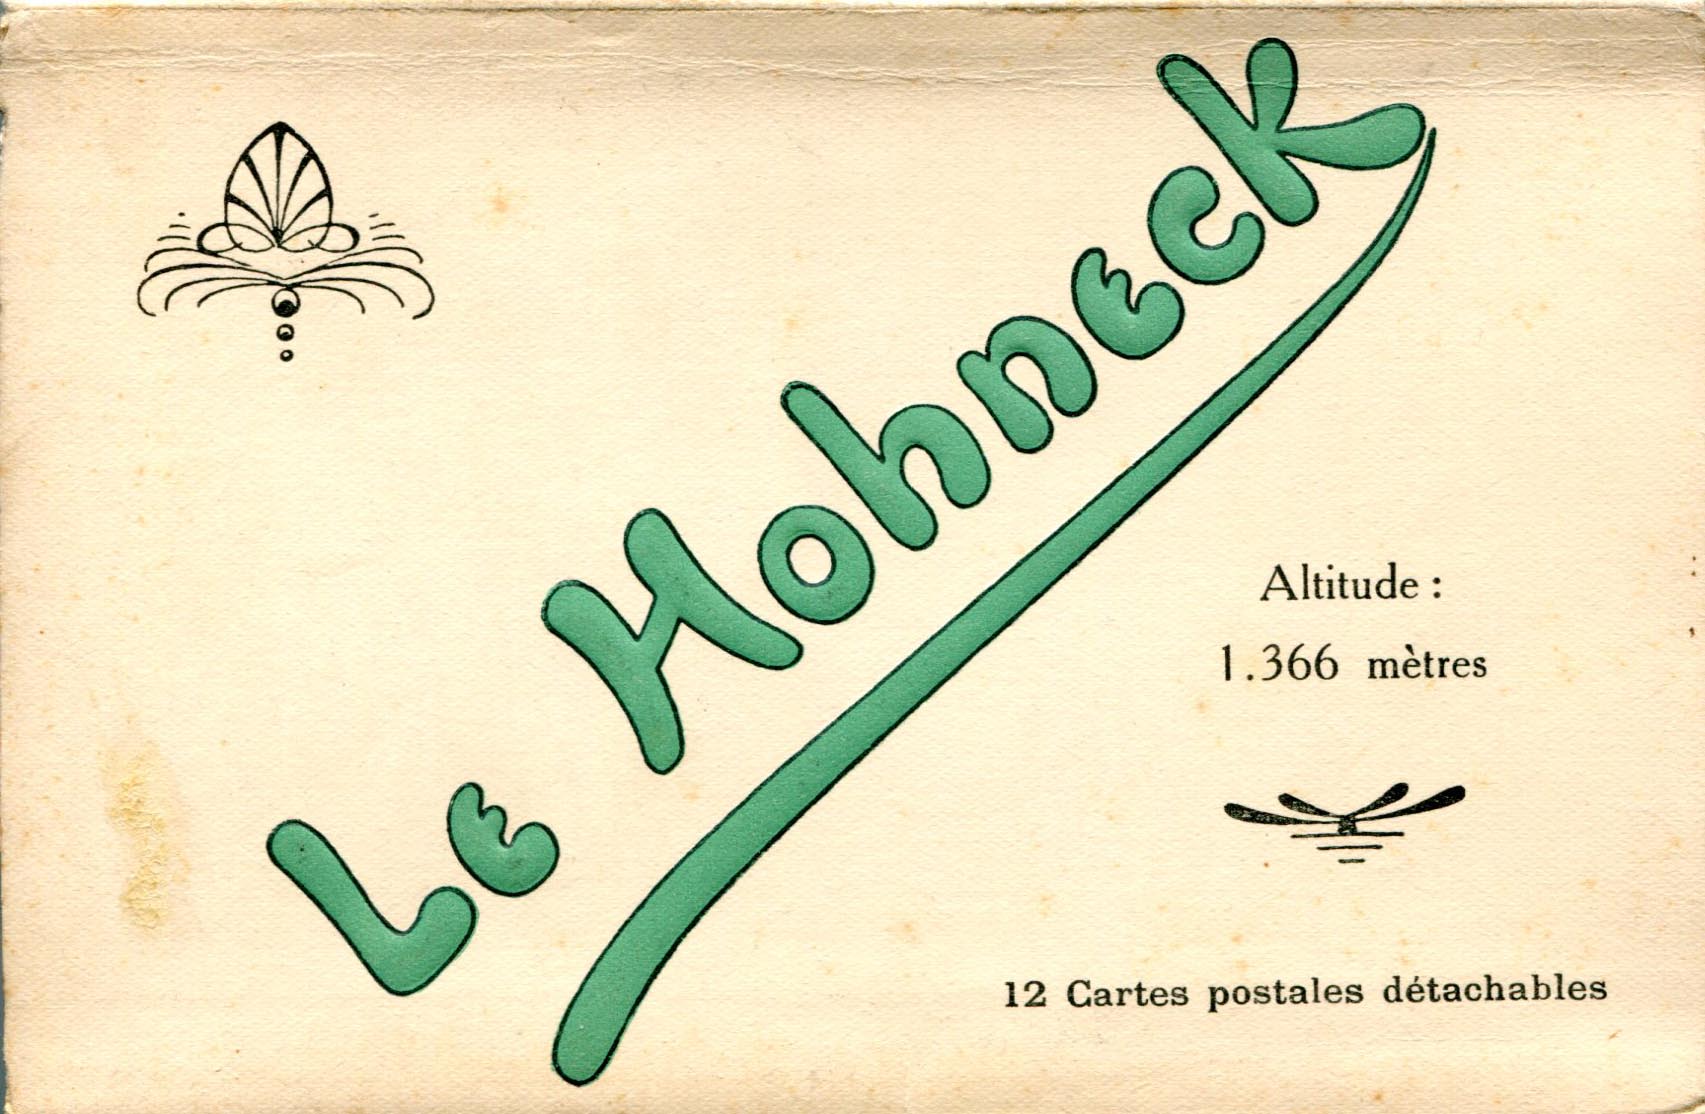 Le Hohneck
Altitude :
1.366 mètres
12 Cartes postales détachables